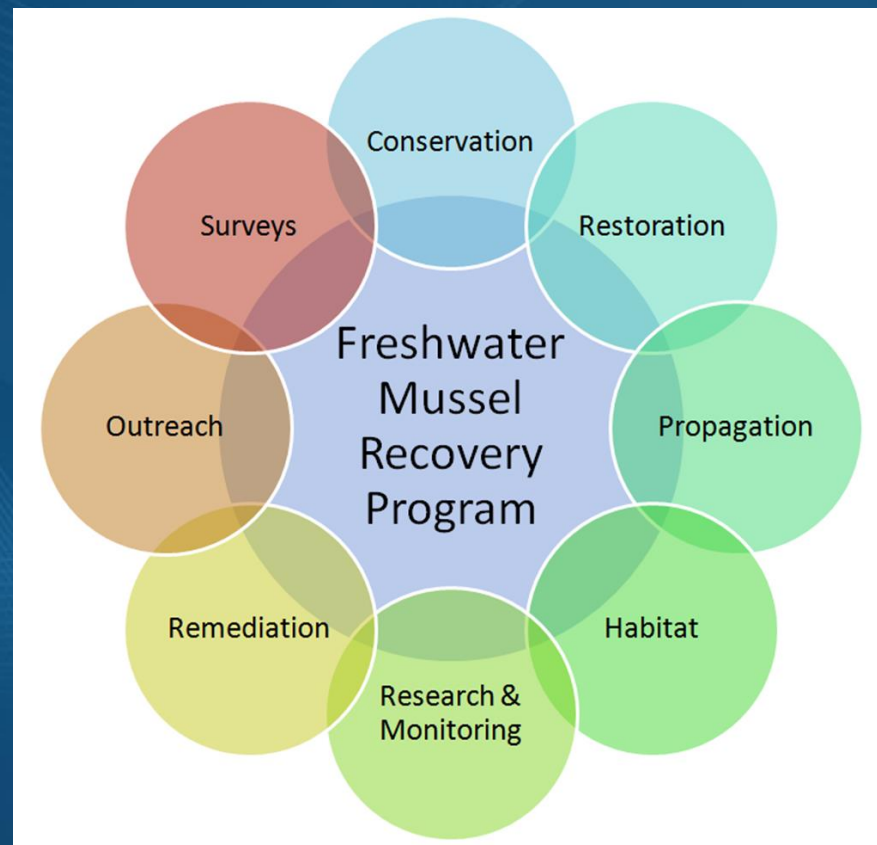 Conservation
Surveys
Restoration
Freshwater
Mussel
Recovery
Program
Outreach
Propagation
Remediation
Habitat
Research &
Monitoring